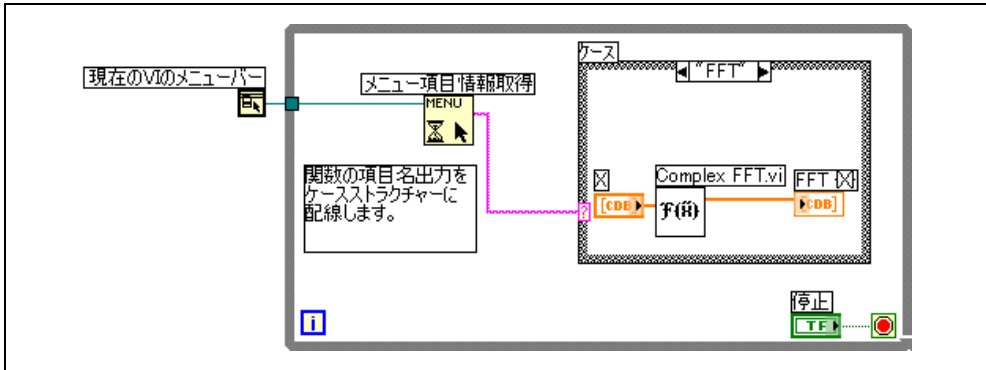 ケース
"FFT"
現在のVIのメニューバー
メニュー項目情報取得
MENU
関数の項目名出力を
ケースストラクチャーに
配線します。
X
Complex FFT.vi
FFT {X}
[CDB]
F(X)
[CDB]
?
i
停止
TF